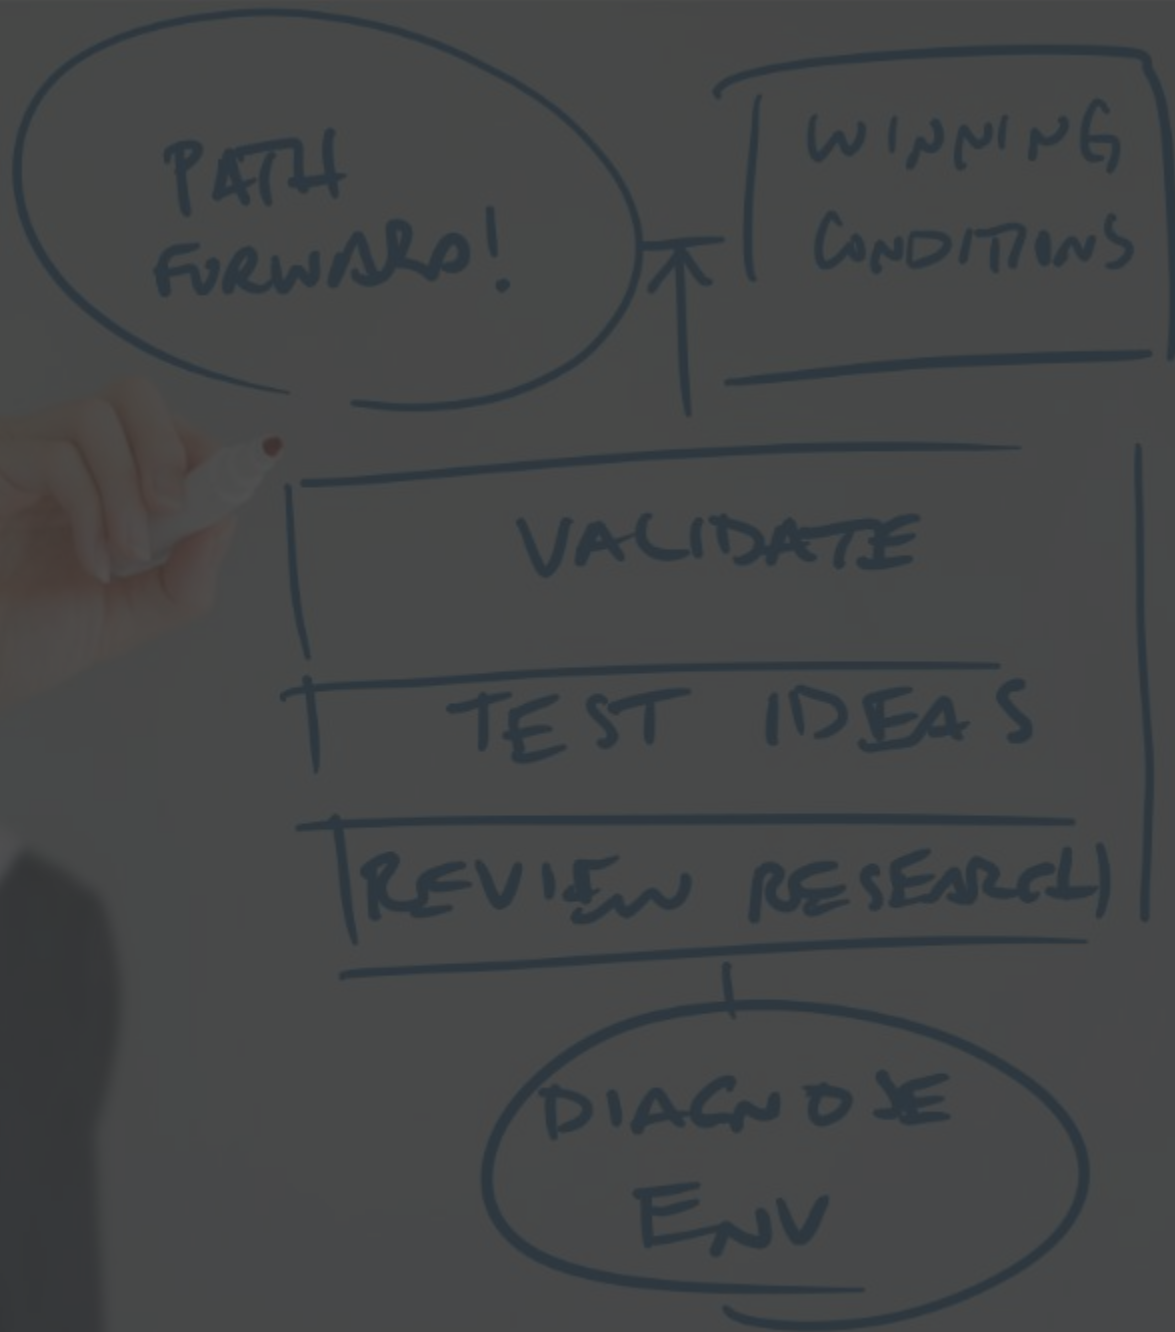 PATH
FORWARD!
WINNING
CONDITIONS
VALIDATE
TEST IDEAS
REVIEW RESEARCH
DIAGNOSE
ENV